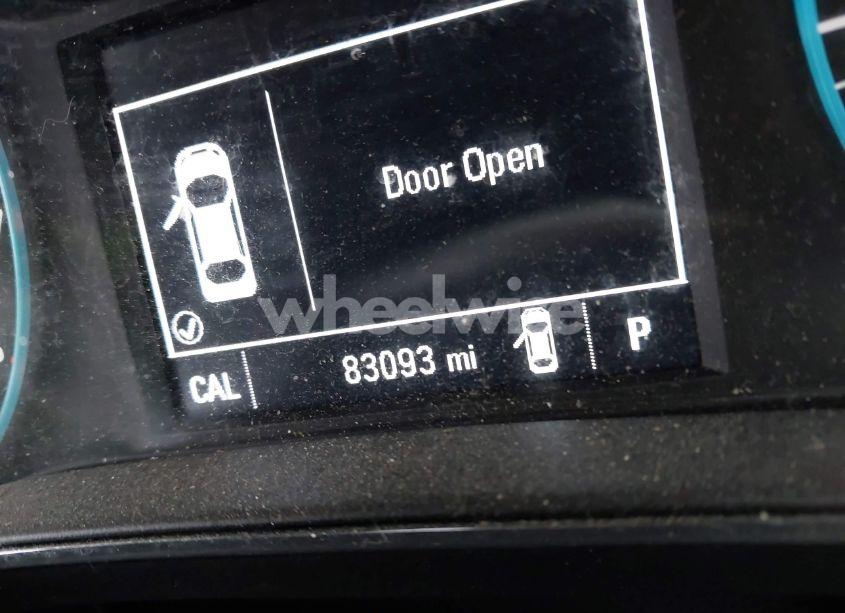 Door Open
wheelwise
CAL
83093 mi
P